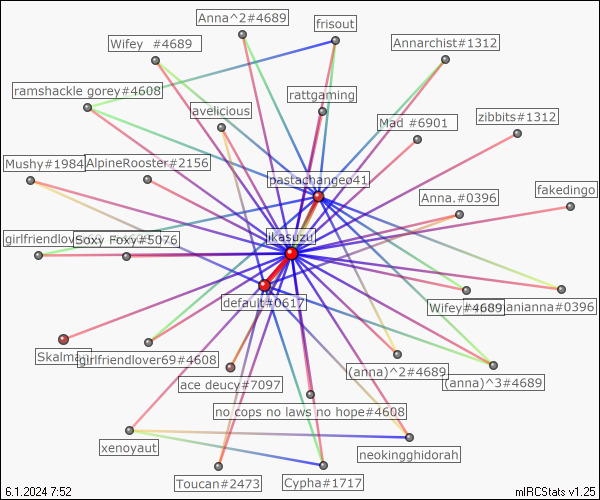 Anna^2#4689
frisout
Wifey #4689
Annarchist#1312
ramshackle gorey#4608
rattgaming
avelicious
Mad #6901
zibbits#1312
Mushy#1984
AlpineRooster#2156
pastachangeo41
fakedingo
Anna.#0396
girlfriendlover69
Soxy Foxy#5076
jkasuzu
default#0617
Wifey#4689
anianna#0396
Skalman
girlfriendlover69#4608
(anna)^2#4689
(anna)^3#4689
ace deucy#7097
no cops no laws no hope#4608
xenoyaut
neokingghidorah
Toucan#2473
Cypha#1717
6.1.2024 7:52
mIRCStats v1.25